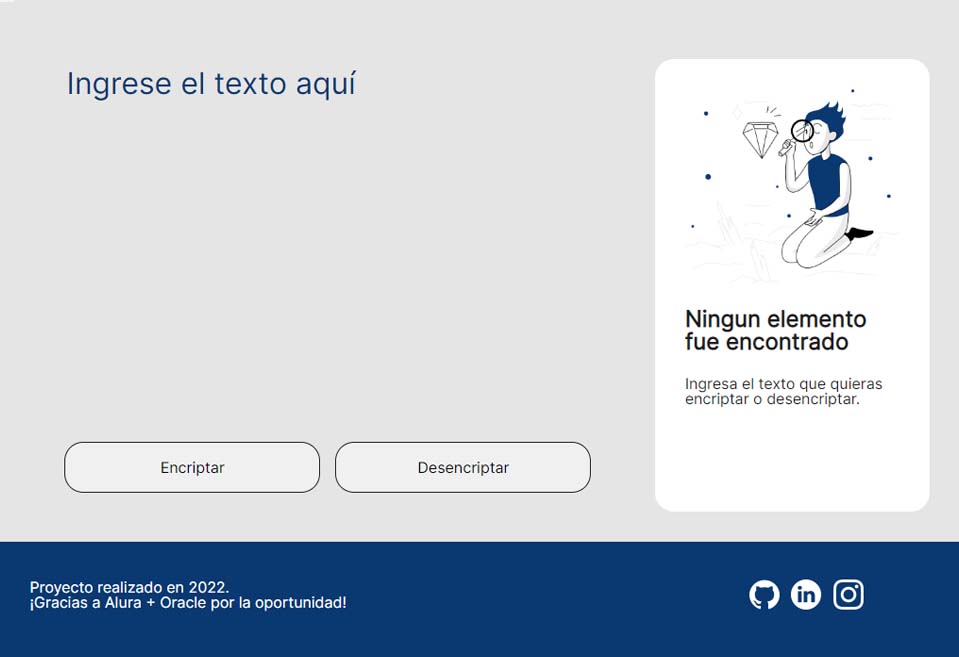 Ingrese el texto aquí
Encriptar
Desencriptar
Ningun elemento
fue encontrado
Ingresa el texto que quieras
encriptar o desencriptar.
Proyecto realizado en 2022.
¡Gracias a Alura + Oracle por la oportunidad!
in